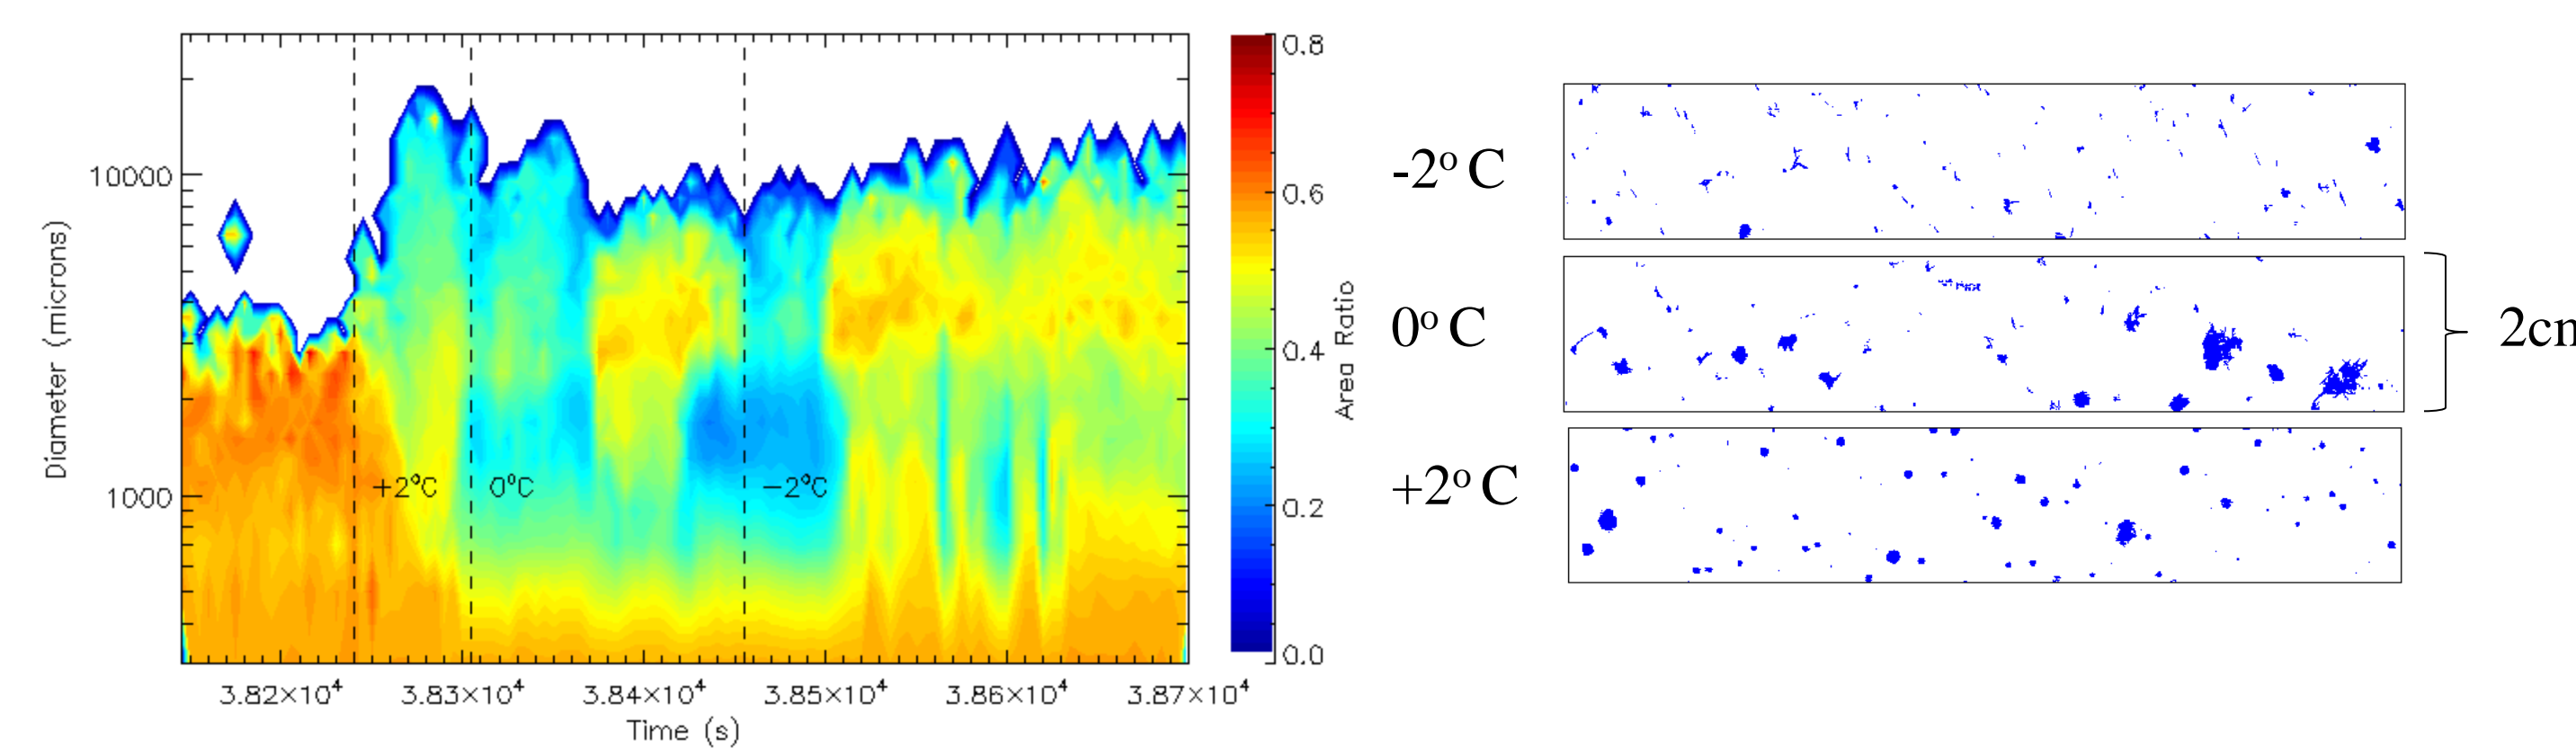 10000
1000
Diameter (microns)
+2°C
0°C
−2°C
3.82×10⁴
3.83×10⁴
3.84×10⁴
3.85×10⁴
3.86×10⁴
3.87×10⁴
Time (s)
0.8
0.6
0.4
0.2
0.0
Area Ratio
-2° C
0° C
+2° C